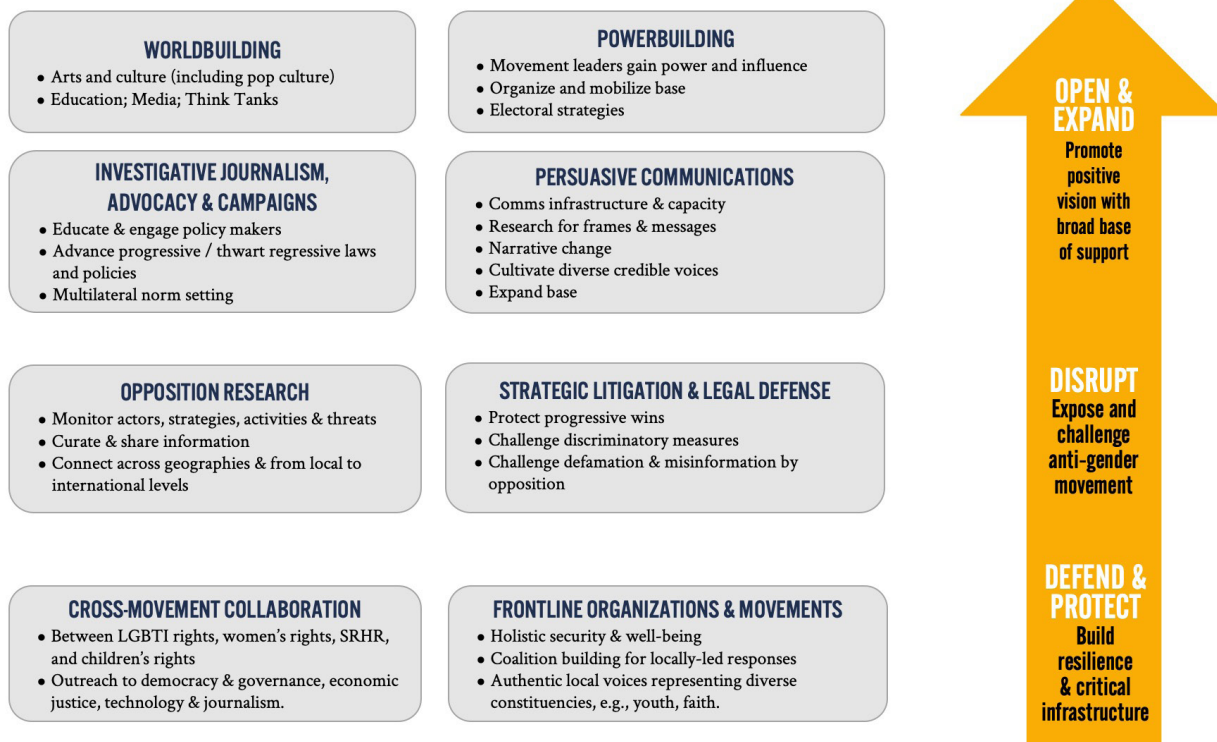 WORLDBUILDING
• Arts and culture (including pop culture)
• Education; Media; Think Tanks
POWERBUILDING
• Movement leaders gain power and influence
• Organize and mobilize base
• Electoral strategies
INVESTIGATIVE JOURNALISM,
ADVOCACY & CAMPAIGNS
• Educate & engage policy makers
• Advance progressive / thwart regressive laws
and policies
• Multilateral norm setting
PERSUASIVE COMMUNICATIONS
• Comms infrastructure & capacity
• Research for frames & messages
• Narrative change
• Cultivate diverse credible voices
• Expand base
OPPOSITION RESEARCH
• Monitor actors, strategies, activities & threats
• Curate & share information
• Connect across geographies & from local to
international levels
STRATEGIC LITIGATION & LEGAL DEFENSE
• Protect progressive wins
• Challenge discriminatory measures
• Challenge defamation & misinformation by
opposition
CROSS-MOVEMENT COLLABORATION
• Between LGBTI rights, women's rights, SRHR,
and children's rights
• Outreach to democracy & governance, economic
justice, technology & journalism.
FRONTLINE ORGANIZATIONS & MOVEMENTS
• Holistic security & well-being
• Coalition building for locally-led responses
• Authentic local voices representing diverse
constituencies, e.g., youth, faith.
OPEN &
EXPAND
Promote
positive
vision with
broad base
of support
DISRUPT
Expose and
challenge
anti-gender
movement
DEFEND &
PROTECT
Build
resilience
& critical
infrastructure